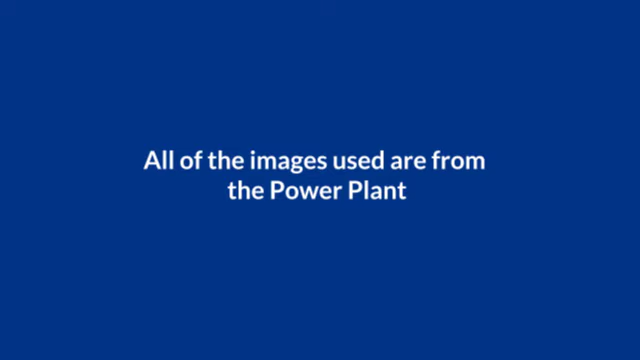 All of the images used are from
the Power Plant